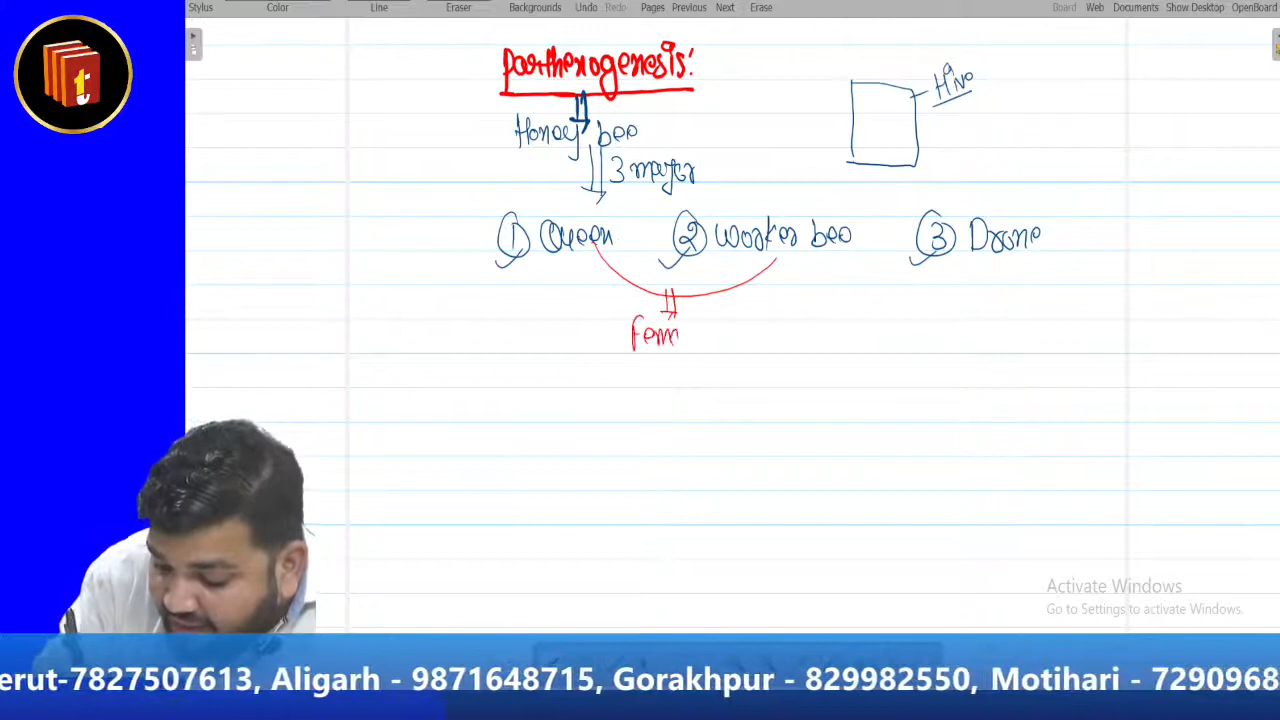 Stylus Color Line Eraser Backgrounds Undo Redo Pages Previous Next Erase Board Web Documents Show Desktop OpenBoard
t
Parthenogenesis:
Hive
Honey bee
3 major
① Queen ② Worker bee ③ Drone
Fem
Activate Windows
Go to Settings to activate Windows.
erut-7827507613, Aligarh - 9871648715, Gorakhpur - 829982550, Motihari - 7290968